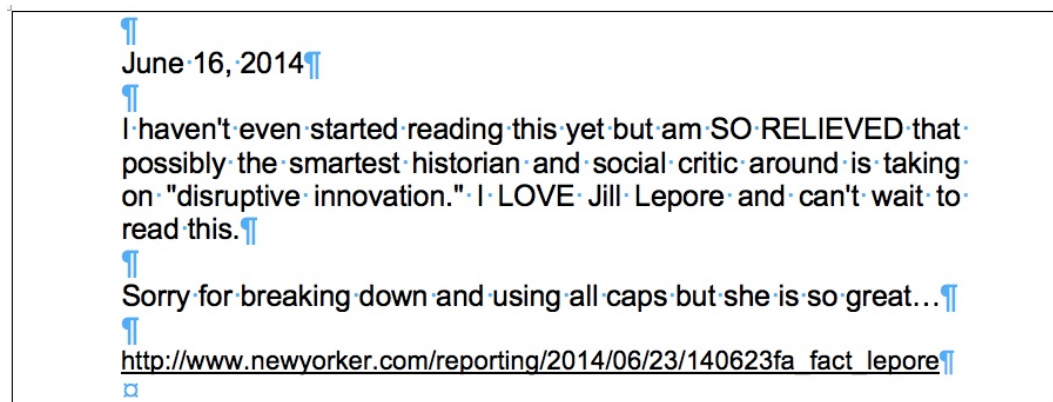 June 16, 2014
I haven't even started reading this yet but am SO RELIEVED that
possibly the smartest historian and social critic around is taking
on "disruptive innovation." I LOVE Jill Lepore and can't wait to
read this.
Sorry for breaking down and using all caps but she is so great…
http://www.newyorker.com/reporting/2014/06/23/140623fa_fact_lepore